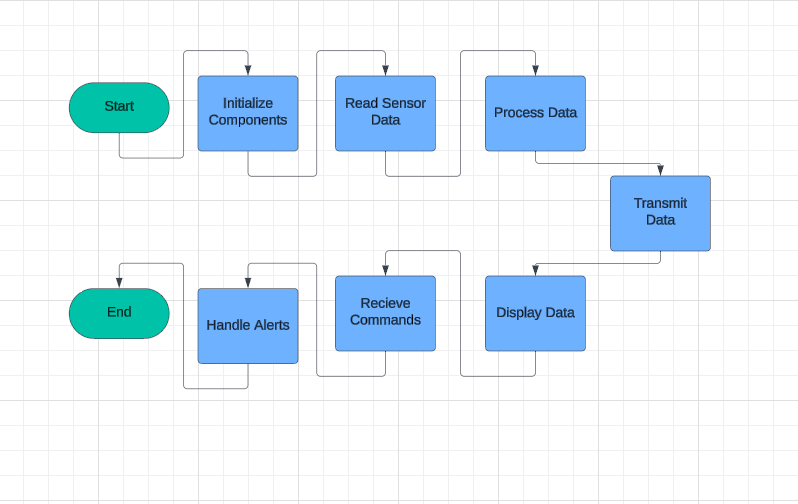 Start
Initialize
Components
Read Sensor
Data
Process Data
Transmit
Data
Display Data
Recieve
Commands
Handle Alerts
End